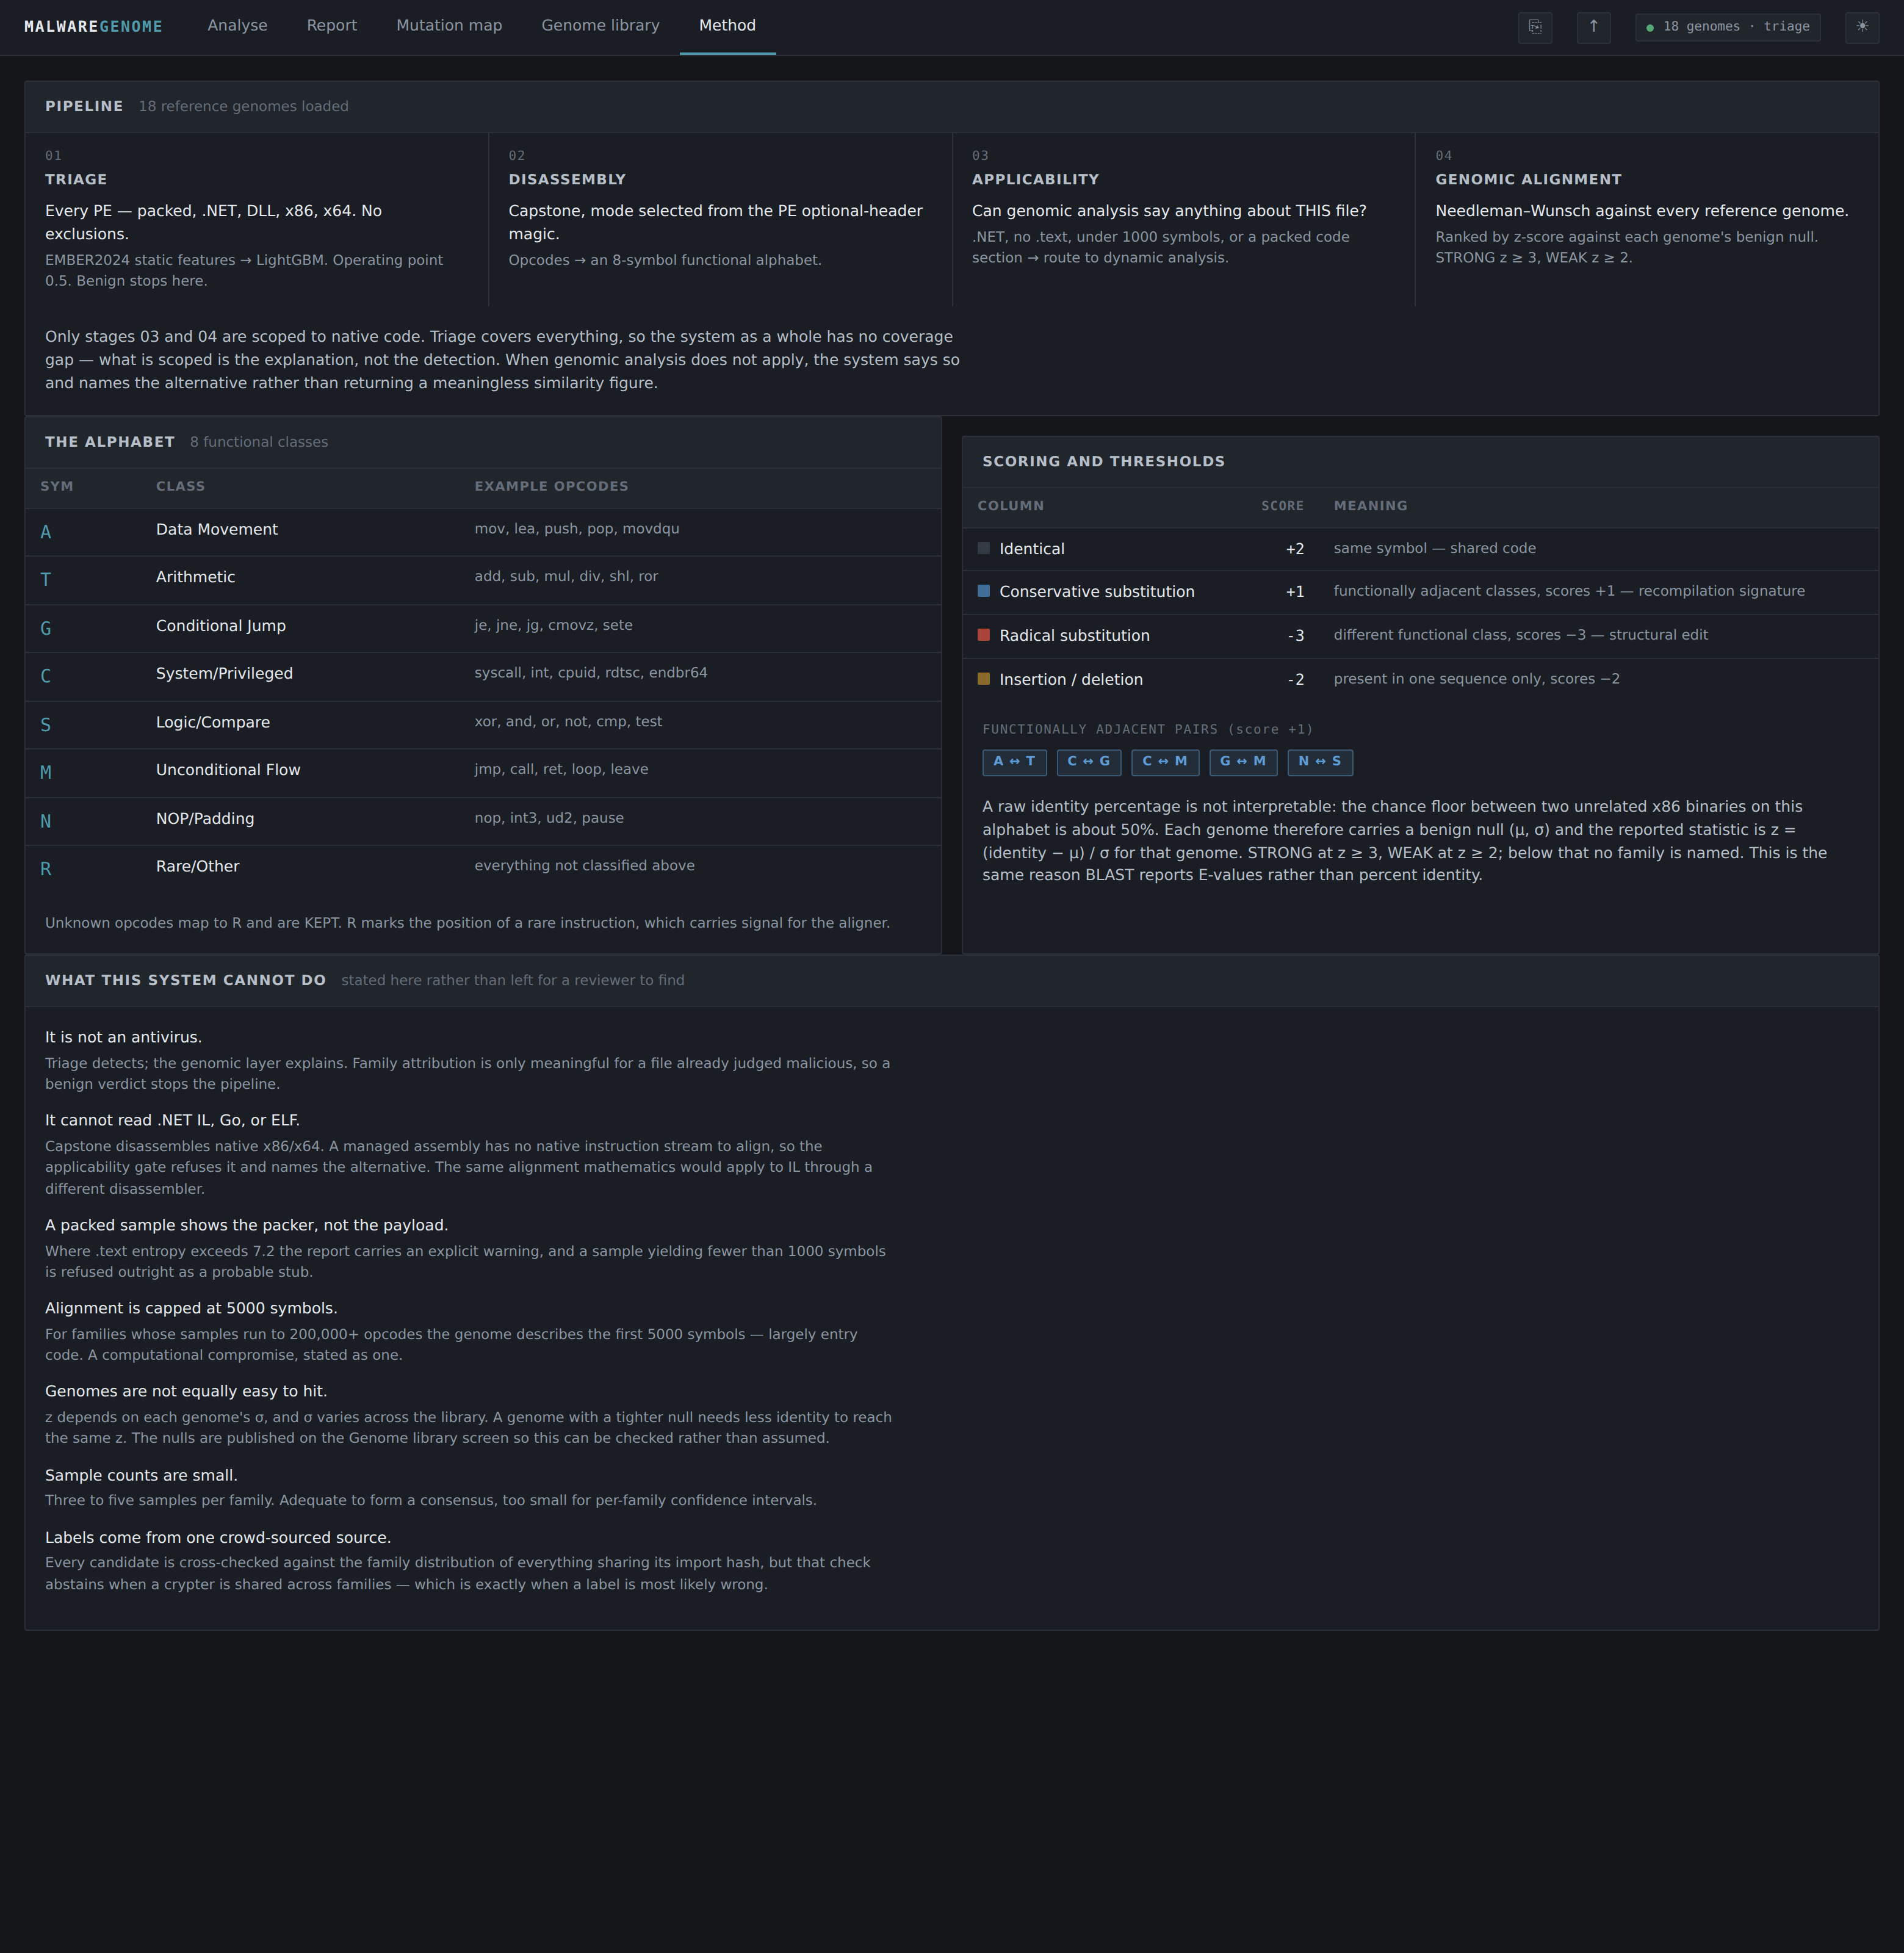 MALWAREGENOME Analyse Report Mutation map Genome library Method ↑ 18 genomes · triage
PIPELINE 18 reference genomes loaded
01
TRIAGE
Every PE — packed, .NET, DLL, x86, x64. No
exclusions.
EMBER2024 static features → LightGBM. Operating point
0.5. Benign stops here.
02
DISASSEMBLY
Capstone, mode selected from the PE optional-header
magic.
Opcodes → an 8-symbol functional alphabet.
03
APPLICABILITY
Can genomic analysis say anything about THIS file?
.NET, no .text, under 1000 symbols, or a packed code
section → route to dynamic analysis.
04
GENOMIC ALIGNMENT
Needleman–Wunsch against every reference genome.
Ranked by z-score against each genome's benign null.
STRONG z ≥ 3, WEAK z ≥ 2.
Only stages 03 and 04 are scoped to native code. Triage covers everything, so the system as a whole has no coverage
gap — what is scoped is the explanation, not the detection. When genomic analysis does not apply, the system says so
and names the alternative rather than returning a meaningless similarity figure.
THE ALPHABET 8 functional classes
SYM CLASS EXAMPLE OPCODES
A Data Movement mov, lea, push, pop, movdqu
T Arithmetic add, sub, mul, div, shl, ror
G Conditional Jump je, jne, jg, cmovz, sete
C System/Privileged syscall, int, cpuid, rdtsc, endbr64
S Logic/Compare xor, and, or, not, cmp, test
M Unconditional Flow jmp, call, ret, loop, leave
N NOP/Padding nop, int3, ud2, pause
R Rare/Other everything not classified above
Unknown opcodes map to R and are KEPT. R marks the position of a rare instruction, which carries signal for the aligner.
SCORING AND THRESHOLDS
COLUMN SCORE MEANING
Identical +2 same symbol — shared code
Conservative substitution +1 functionally adjacent classes, scores +1 — recompilation signature
Radical substitution -3 different functional class, scores −3 — structural edit
Insertion / deletion -2 present in one sequence only, scores −2
FUNCTIONALLY ADJACENT PAIRS (score +1)
A ↔ T C ↔ G C ↔ M G ↔ M N ↔ S
A raw identity percentage is not interpretable: the chance floor between two unrelated x86 binaries on this
alphabet is about 50%. Each genome therefore carries a benign null (μ, σ) and the reported statistic is z =
(identity − μ) / σ for that genome. STRONG at z ≥ 3, WEAK at z ≥ 2; below that no family is named. This is the
same reason BLAST reports E-values rather than percent identity.
WHAT THIS SYSTEM CANNOT DO stated here rather than left for a reviewer to find
It is not an antivirus.
Triage detects; the genomic layer explains. Family attribution is only meaningful for a file already judged malicious, so a
benign verdict stops the pipeline.
It cannot read .NET IL, Go, or ELF.
Capstone disassembles native x86/x64. A managed assembly has no native instruction stream to align, so the
applicability gate refuses it and names the alternative. The same alignment mathematics would apply to IL through a
different disassembler.
A packed sample shows the packer, not the payload.
Where .text entropy exceeds 7.2 the report carries an explicit warning, and a sample yielding fewer than 1000 symbols
is refused outright as a probable stub.
Alignment is capped at 5000 symbols.
For families whose samples run to 200,000+ opcodes the genome describes the first 5000 symbols — largely entry
code. A computational compromise, stated as one.
Genomes are not equally easy to hit.
z depends on each genome's σ, and σ varies across the library. A genome with a tighter null needs less identity to reach
the same z. The nulls are published on the Genome library screen so this can be checked rather than assumed.
Sample counts are small.
Three to five samples per family. Adequate to form a consensus, too small for per-family confidence intervals.
Labels come from one crowd-sourced source.
Every candidate is cross-checked against the family distribution of everything sharing its import hash, but that check
abstains when a crypter is shared across families — which is exactly when a label is most likely wrong.